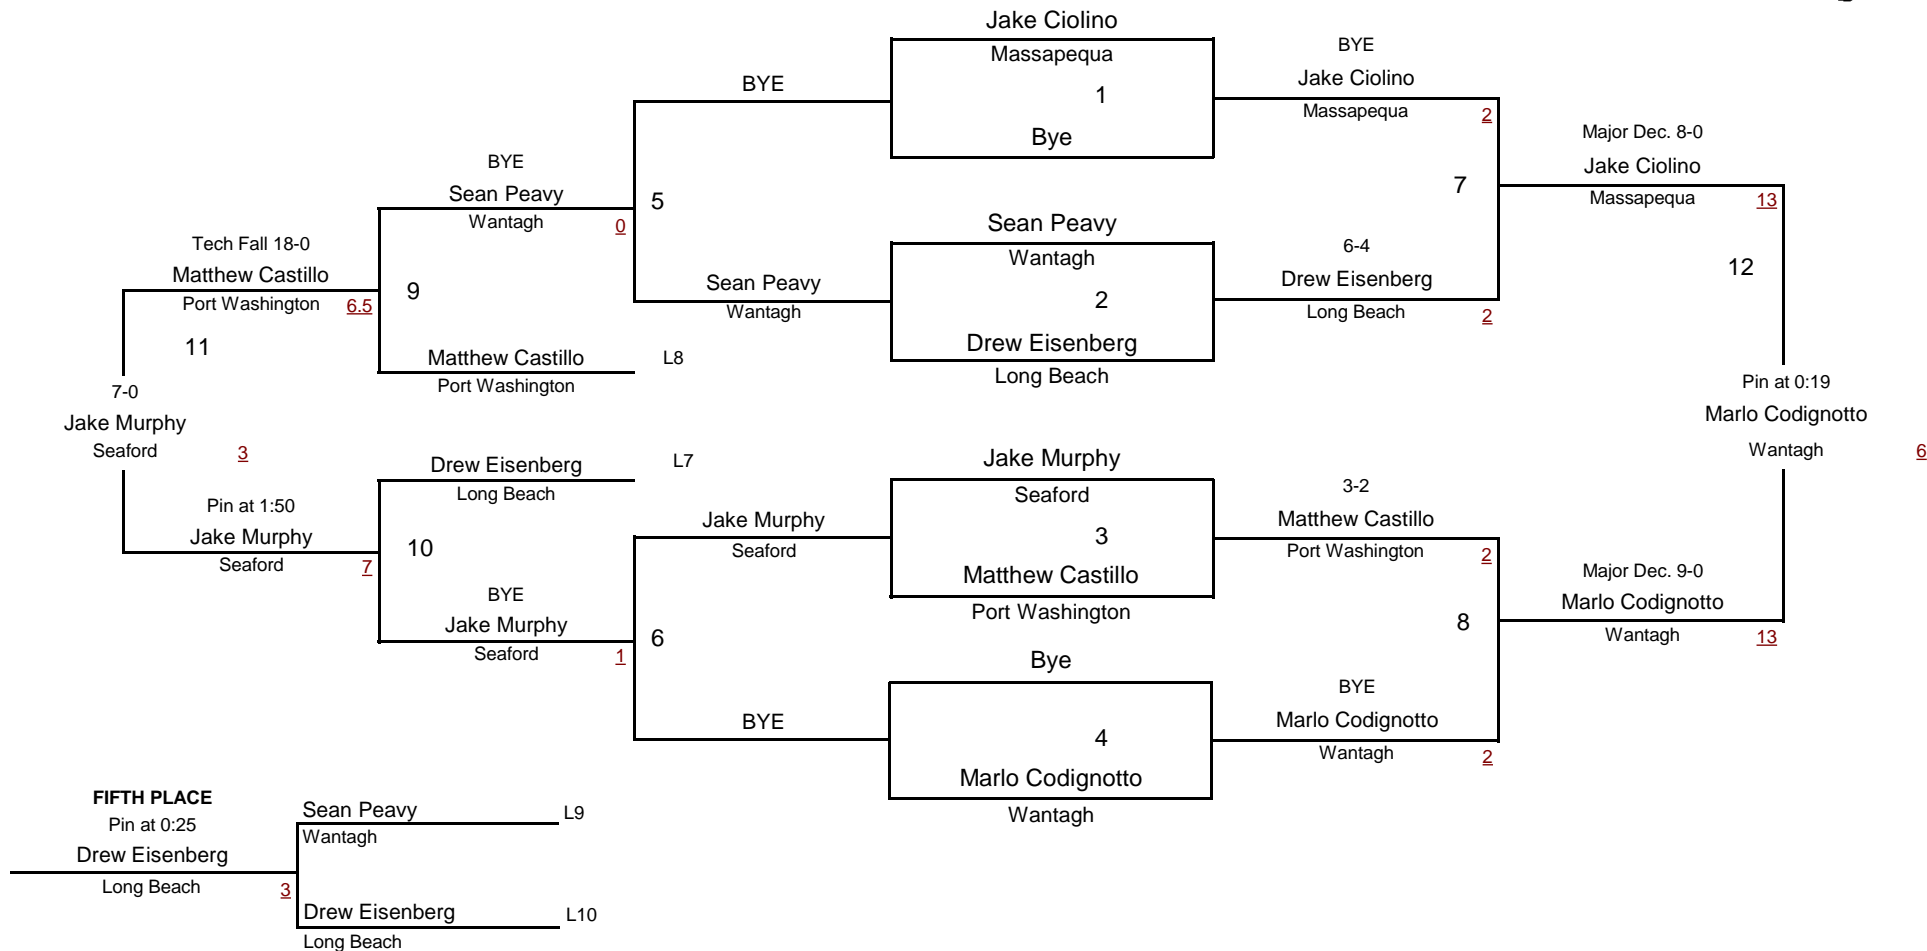 Jake Ciolino
Massapequa
1
Bye
BYE
Jake Ciolino
Massapequa
2
BYE
Major Dec. 8-0
Jake Ciolino
Massapequa
13
7
BYE
Sean Peavy
Wantagh
0
5
Sean Peavy
Wantagh
2
Drew Eisenberg
Long Beach
6-4
Drew Eisenberg
Long Beach
2
12
Tech Fall 18-0
Matthew Castillo
Port Washington
6.5
9
Sean Peavy
Wantagh
11
Matthew Castillo
L8
Port Washington
7-0
Jake Murphy
Seaford
3
Pin at 0:19
Marlo Codignotto
Wantagh
6
Drew Eisenberg
L7
Long Beach
Jake Murphy
Seaford
3
Matthew Castillo
Port Washington
3-2
Matthew Castillo
Port Washington
2
Pin at 1:50
Jake Murphy
Seaford
7
10
Jake Murphy
Seaford
BYE
Jake Murphy
Seaford
1
6
8
Major Dec. 9-0
Marlo Codignotto
Wantagh
13
Bye
4
Marlo Codignotto
Wantagh
BYE
BYE
Marlo Codignotto
Wantagh
2
FIFTH PLACE
Pin at 0:25
Drew Eisenberg
Long Beach
3
Sean Peavy
L9
Wantagh
Drew Eisenberg
L10
Long Beach